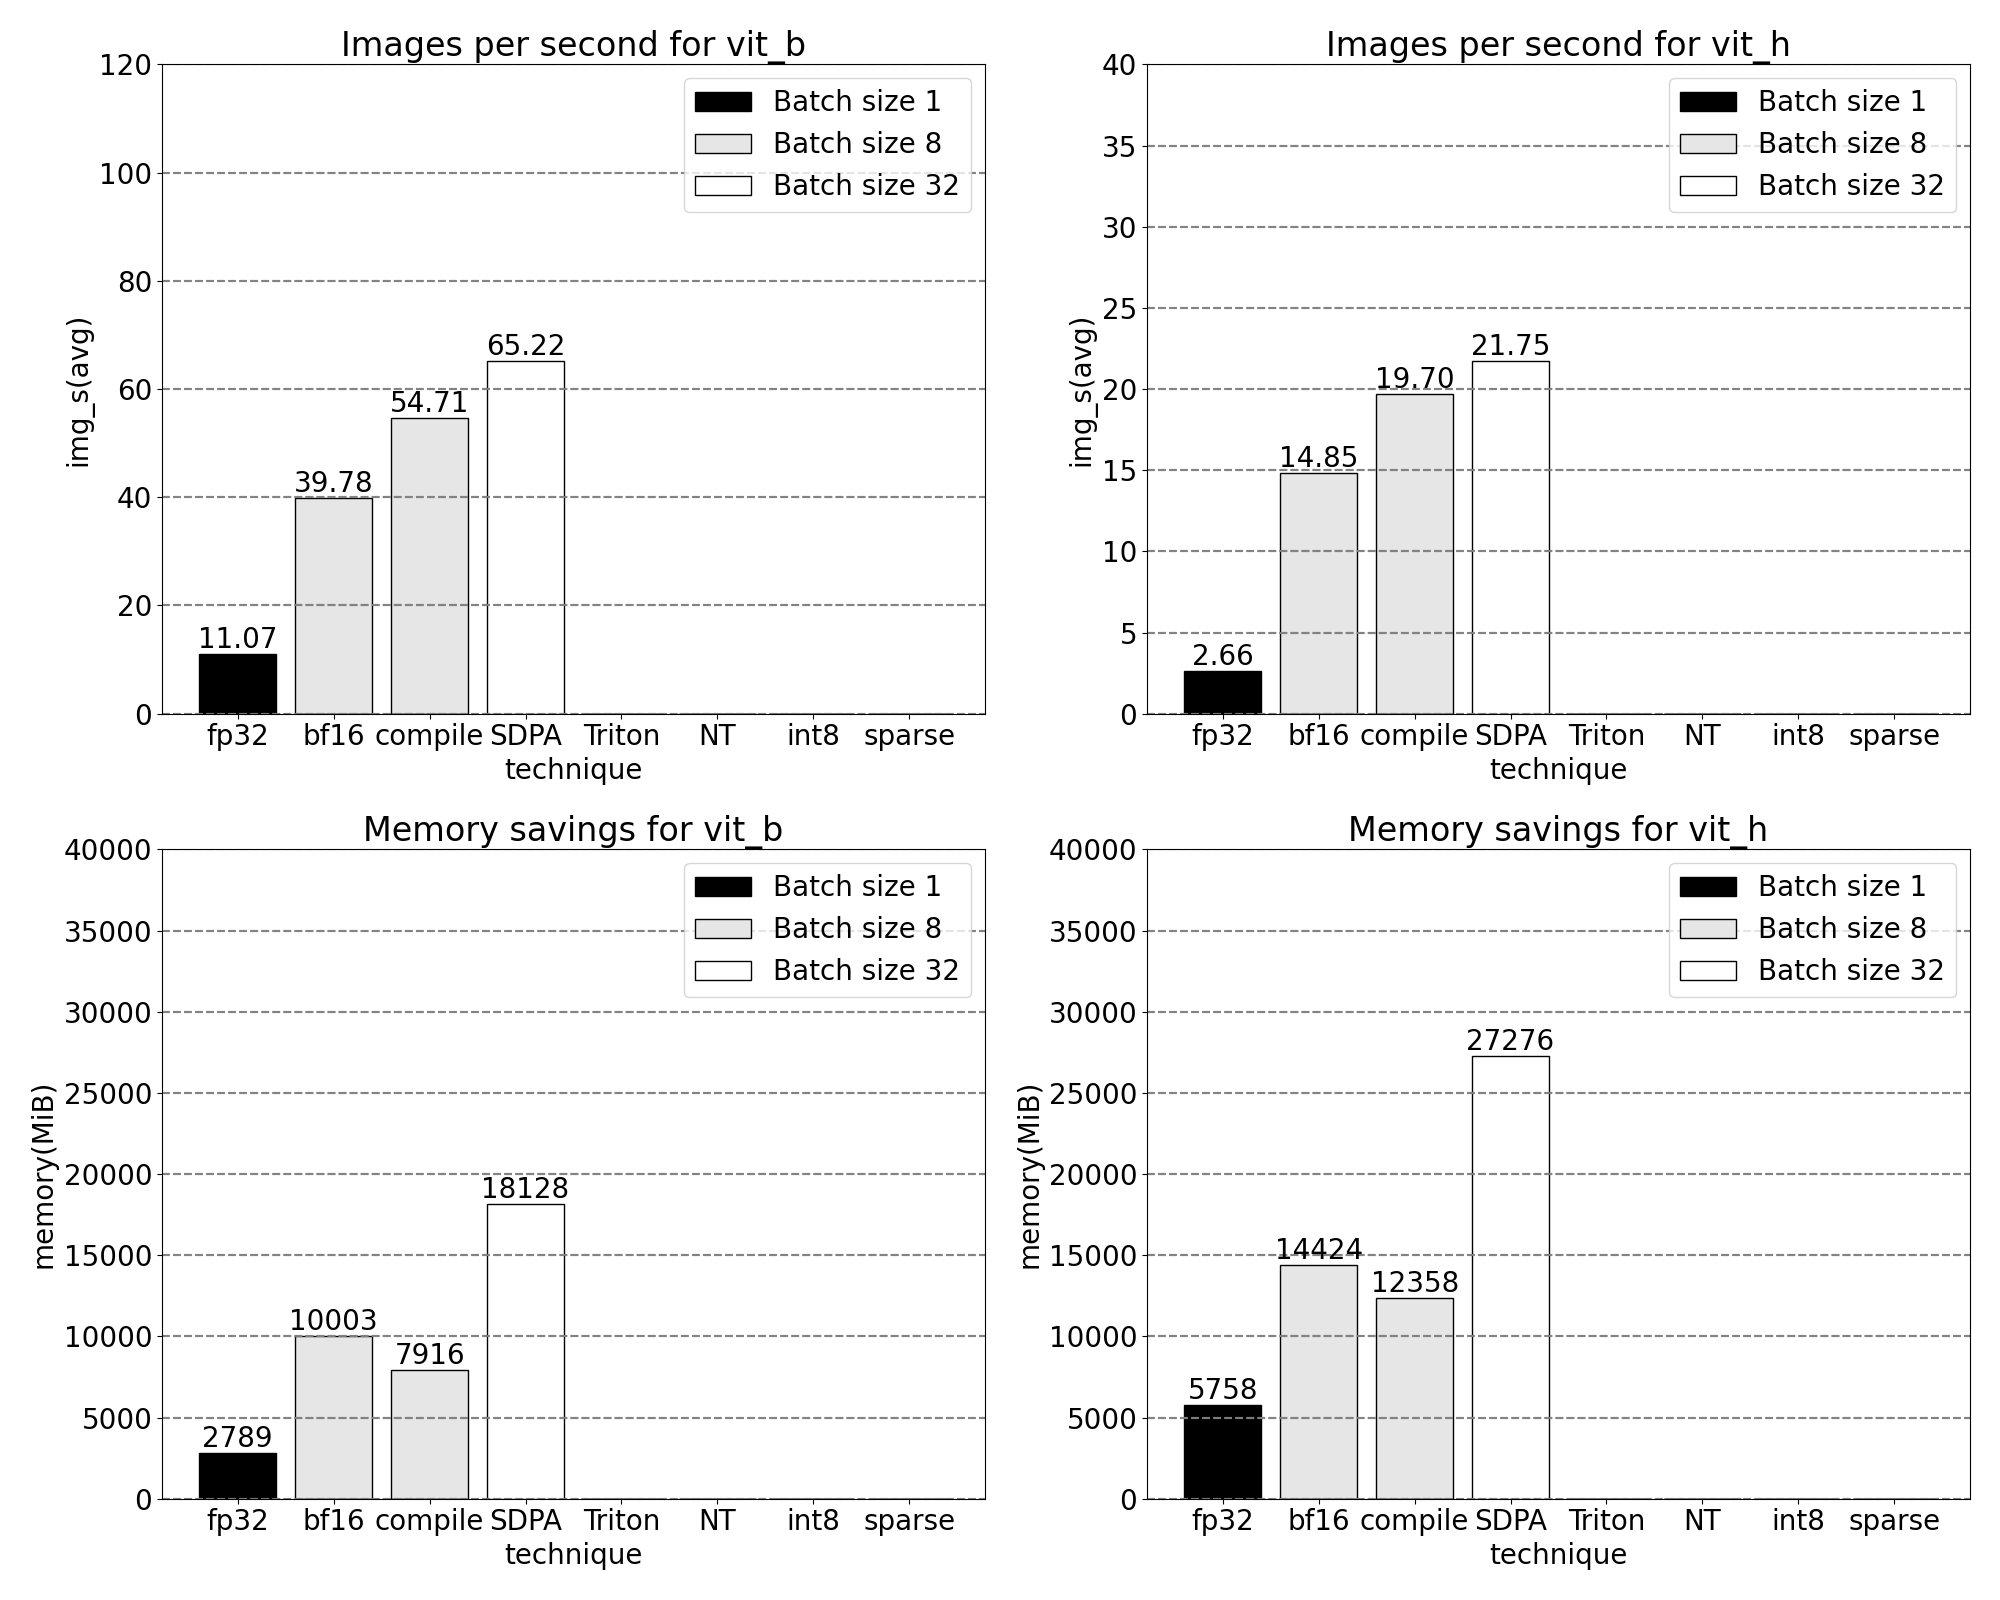 Images per second for vit_b
120
100
80
60
40
20
0
img_s(avg)
Batch size 1
Batch size 8
Batch size 32
11.07
39.78
54.71
65.22
fp32 bf16 compile SDPA Triton NT int8 sparse
technique
Images per second for vit_h
40
35
30
25
20
15
10
5
0
img_s(avg)
Batch size 1
Batch size 8
Batch size 32
2.66
14.85
19.70
21.75
fp32 bf16 compile SDPA Triton NT int8 sparse
technique
Memory savings for vit_b
40000
35000
30000
25000
20000
15000
10000
5000
0
memory(MiB)
Batch size 1
Batch size 8
Batch size 32
2789
10003
7916
18128
fp32 bf16 compile SDPA Triton NT int8 sparse
technique
Memory savings for vit_h
40000
35000
30000
25000
20000
15000
10000
5000
0
memory(MiB)
Batch size 1
Batch size 8
Batch size 32
5758
14424
12358
27276
fp32 bf16 compile SDPA Triton NT int8 sparse
technique